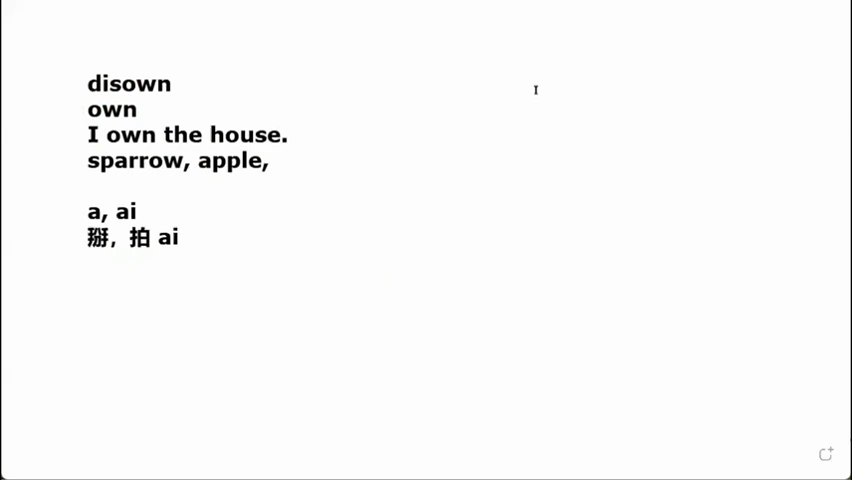 disown
own
I own the house.
sparrow, apple,
a, ai
掰，拍 ai